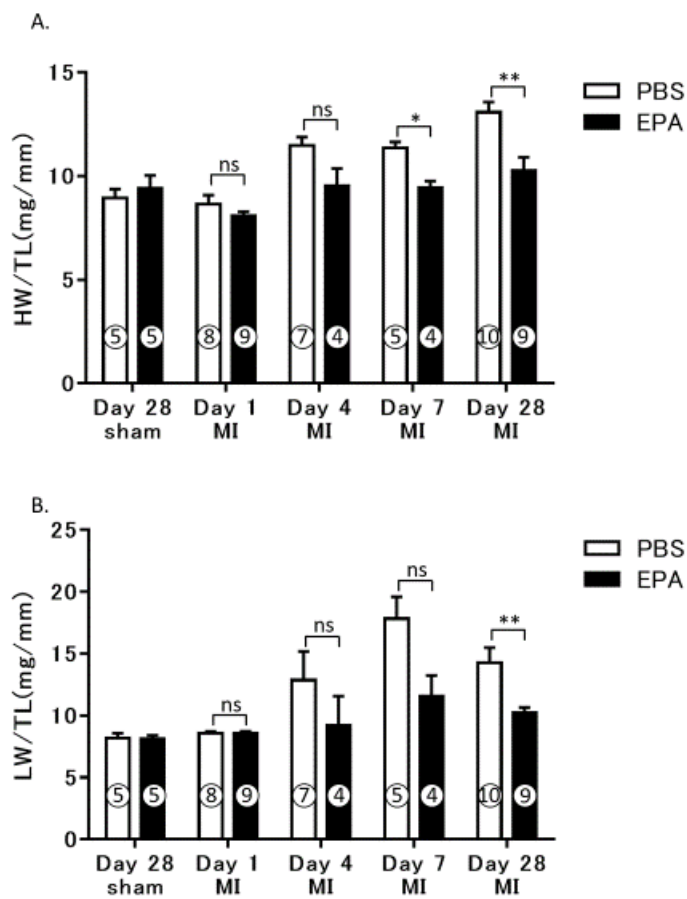 A.
15
10
5
0
HW/TL(mg/mm)
ns
ns
*
**
PBS
EPA
5 5 8 9 7 4 5 4 10 9
Day 28 Day 1 Day 4 Day 7 Day 28
sham MI MI MI MI
B.
25
20
15
10
5
0
LW/TL(mg/mm)
ns
ns
ns
**
PBS
EPA
5 5 8 9 7 4 5 4 10 9
Day 28 Day 1 Day 4 Day 7 Day 28
sham MI MI MI MI